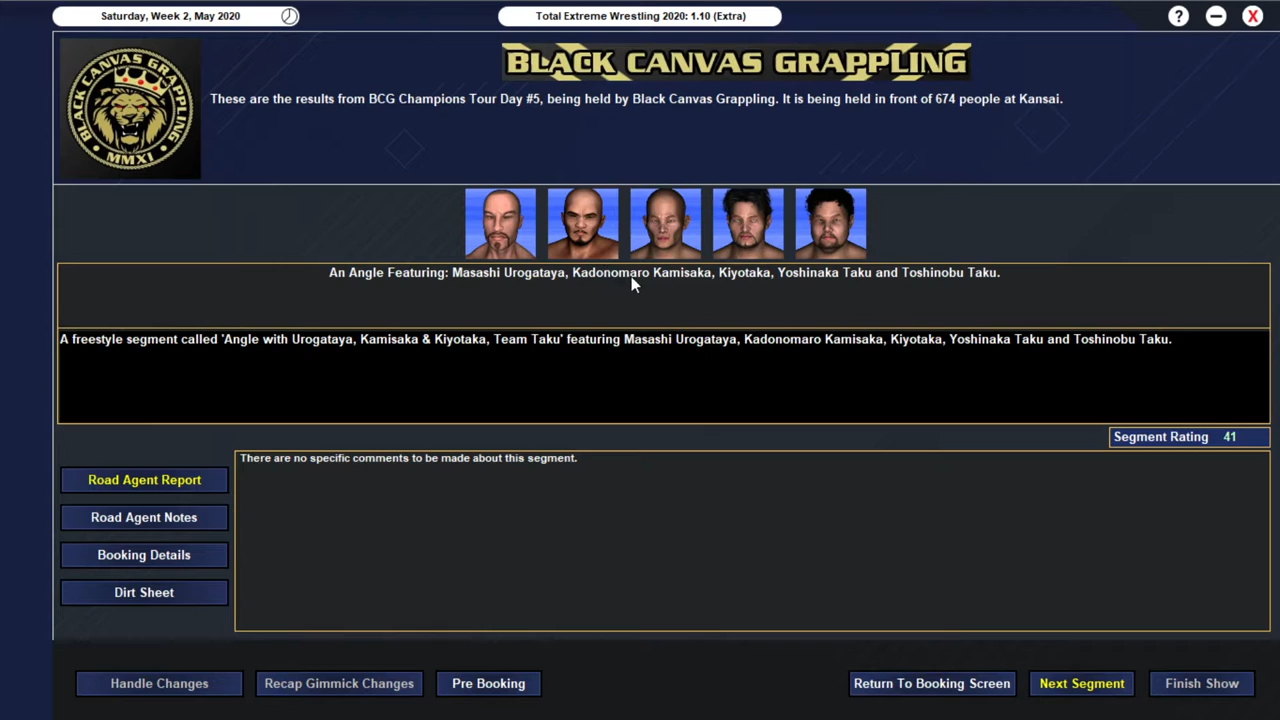 Saturday, Week 2, May 2020
Total Extreme Wrestling 2020: 1.10 (Extra)
?
X
BLACK CANVAS GRAPPLING
MMXI
BLACK CANVAS GRAPPLING
These are the results from BCG Champions Tour Day #5, being held by Black Canvas Grappling. It is being held in front of 674 people at Kansai.
An Angle Featuring: Masashi Urogataya, Kadonomaro Kamisaka, Kiyotaka, Yoshinaka Taku and Toshinobu Taku.
A freestyle segment called 'Angle with Urogataya, Kamisaka & Kiyotaka, Team Taku' featuring Masashi Urogataya, Kadonomaro Kamisaka, Kiyotaka, Yoshinaka Taku and Toshinobu Taku.
Segment Rating 41
There are no specific comments to be made about this segment.
Road Agent Report
Road Agent Notes
Booking Details
Dirt Sheet
Handle Changes
Recap Gimmick Changes
Pre Booking
Return To Booking Screen
Next Segment
Finish Show